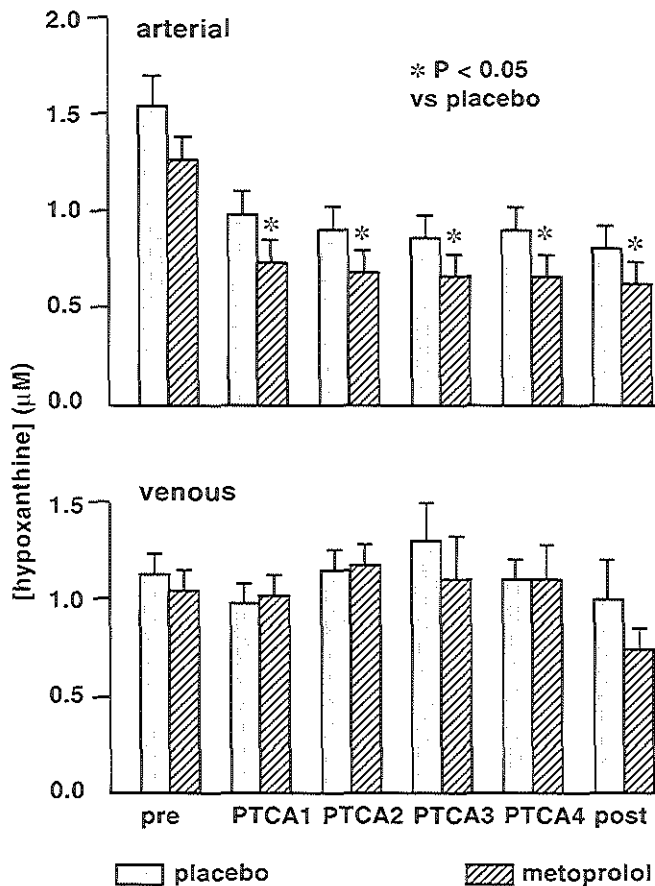 2.0
arterial
* P < 0.05
vs placebo
1.5
*
*
*
*
*
1.0
0.5
0.0
[hypoxanthine] (μM)
venous
1.5
1.0
0.5
0.0
pre PTCA1 PTCA2 PTCA3 PTCA4 post
placebo metoprolol